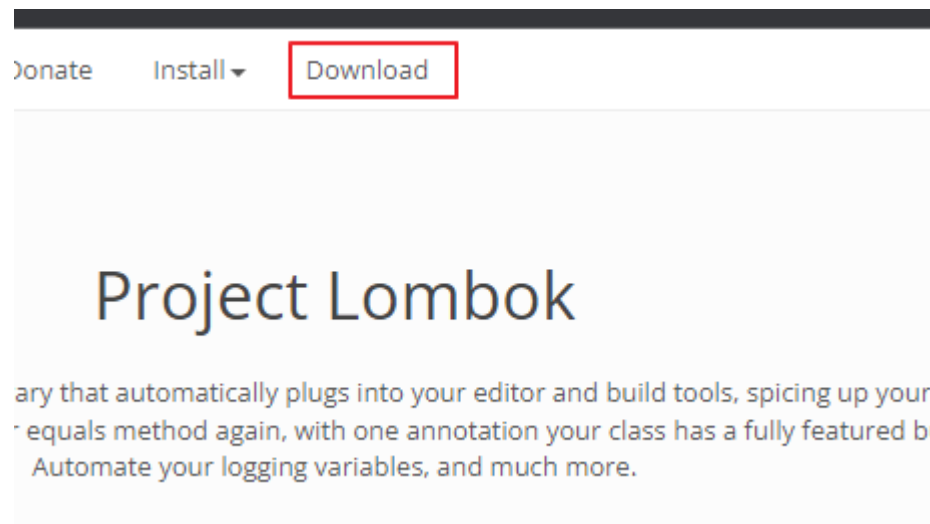 Donate Install Download
Project Lombok
ary that automatically plugs into your editor and build tools, spicing up your
equals method again, with one annotation your class has a fully featured b
Automate your logging variables, and much more.